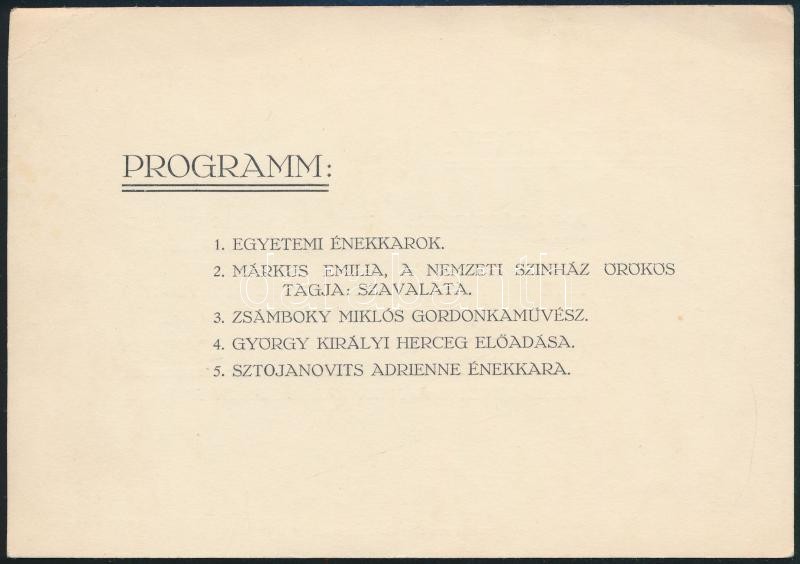 PROGRAMM:
1. EGYETEMI ÉNEKKAROK.
2. MÁRKUS EMILIA, A NEMZETI SZINHÁZ ÖRÖKÖS
TAGJA: SZAVALATA.
3. ZSÁMBOKY MIKLÓS GORDONKAMŰVÉSZ.
4. GYÖRGY KIRÁLYI HERCEG ELŐADÁSA.
5. SZTOJANOVITS ADRIENNE ÉNEKKARA.
darabanth